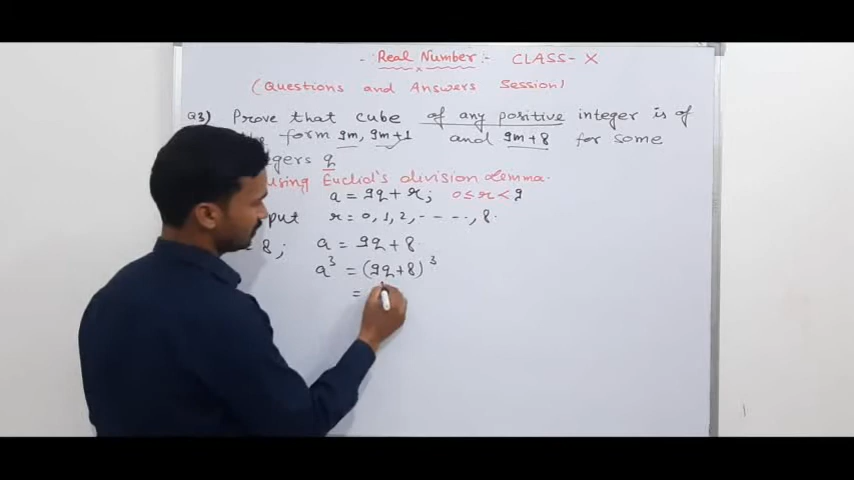 -: Real Number :- CLASS- X
(Questions and Answers Session)
Q3) Prove that cube of any positive integer is of
form 9m, 9m+1 and 9m+8 for some
q
using Euclid's division lemma.
a = 9q + r; 0 ≤ r < 9
put r = 0, 1, 2, - - - - -, 8.
= 8; a = 9q + 8
a³ = (9q+8)³
=